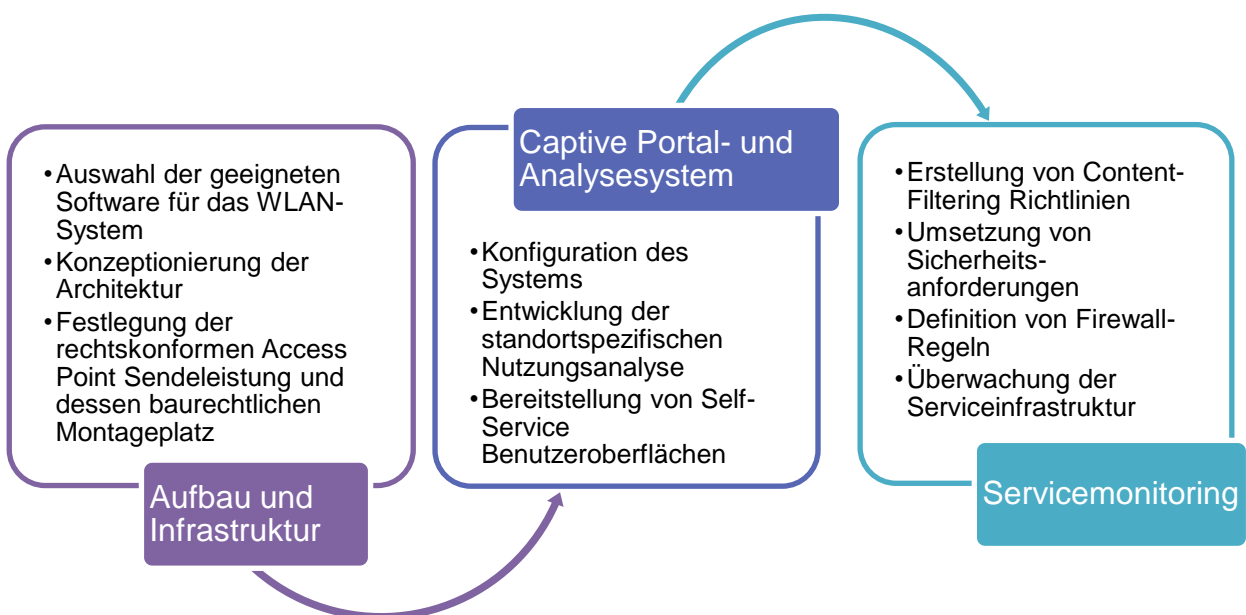 •Auswahl der geeigneten
Software für das WLAN-
System
•Konzeptionierung der
Architektur
•Festlegung der
rechtskonformen Access
Point Sendeleistung und
dessen baurechtlichen
Montageplatz
Aufbau und
Infrastruktur
Captive Portal- und
Analysesystem
•Konfiguration des
Systems
•Entwicklung der
standortspezifischen
Nutzungsanalyse
•Bereitstellung von Self-
Service
Benutzeroberflächen
•Erstellung von Content-
Filtering Richtlinien
•Umsetzung von
Sicherheits-
anforderungen
•Definition von Firewall-
Regeln
•Überwachung der
Serviceinfrastruktur
Servicemonitoring